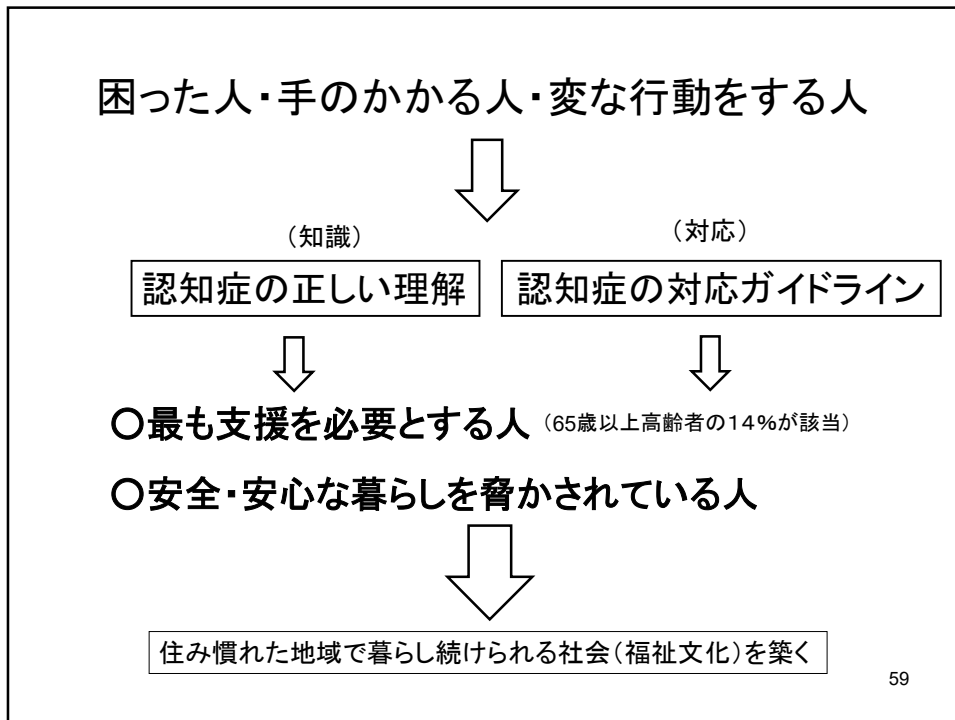 困った人・手のかかる人・変な行動をする人
（知識）
（対応）
認知症の正しい理解
認知症の対応ガイドライン
○最も支援を必要とする人（65歳以上高齢者の１４％が該当）
○安全・安心な暮らしを脅かされている人
住み慣れた地域で暮らし続けられる社会（福祉文化）を築く
59